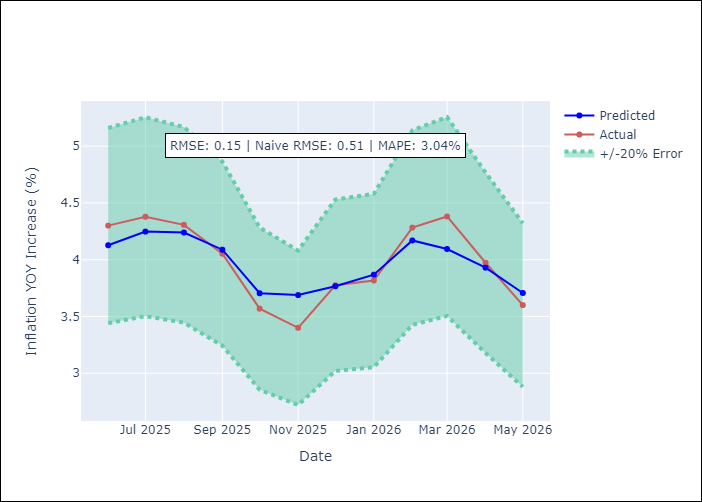 RMSE: 0.15 | Naive RMSE: 0.51 | MAPE: 3.04%
Predicted
Actual
+/-20% Error
5
4.5
4
3.5
3
Inflation YOY Increase (%)
Jul 2025 Sep 2025 Nov 2025 Jan 2026 Mar 2026 May 2026
Date